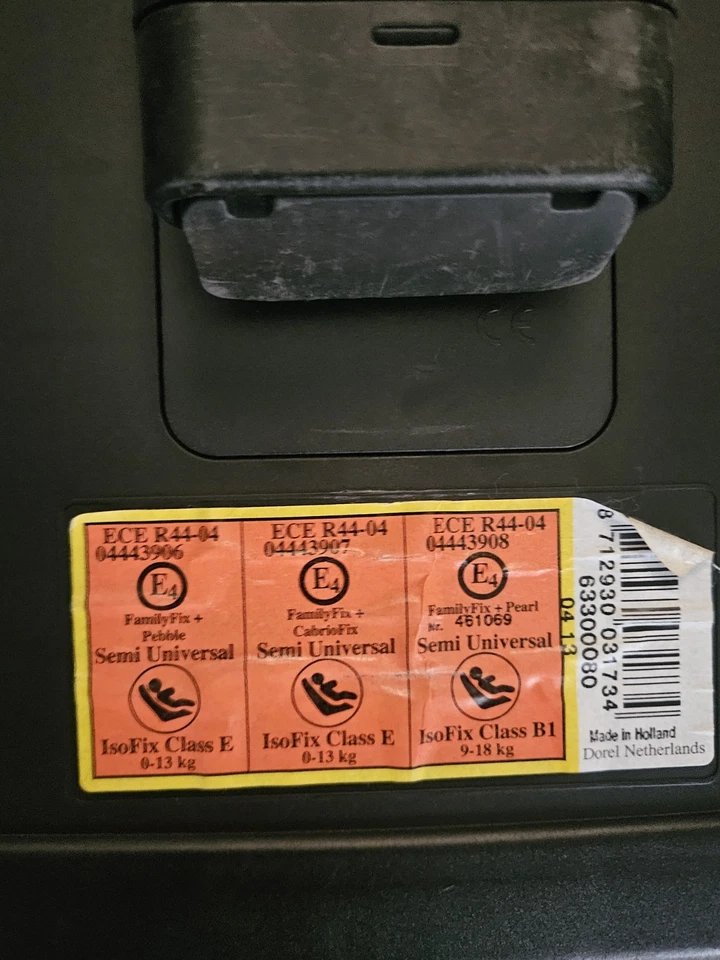 CE
ECE R44-04
04443906
E4
FamilyFix +
Pebble
Semi Universal
IsoFix Class E
0-13 kg
ECE R44-04
04443907
E4
FamilyFix +
CabrioFix
Semi Universal
IsoFix Class E
0-13 kg
ECE R44-04
04443908
E4
FamilyFix + Pearl
Nr. 461069
Semi Universal
IsoFix Class B1
9-18 kg
04 13
63300080
8 712930 031734
Made in Holland
Dorel Netherlands